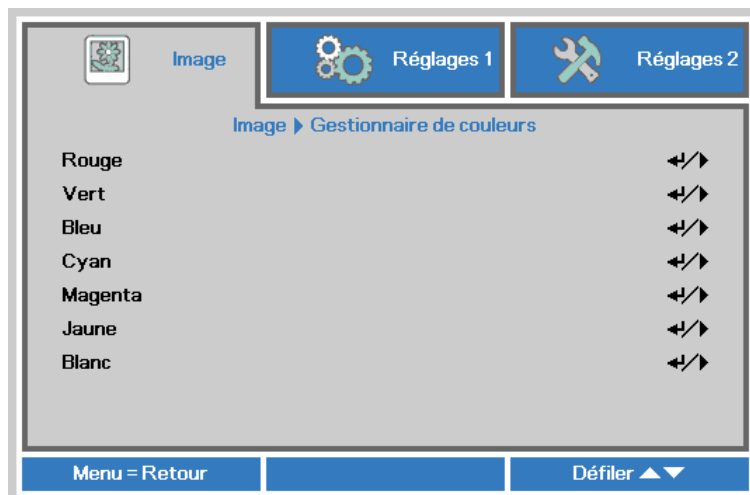 Image
Réglages 1
Réglages 2
Image ▶ Gestionnaire de couleurs
Rouge ↵/▶
Vert ↵/▶
Bleu ↵/▶
Cyan ↵/▶
Magenta ↵/▶
Jaune ↵/▶
Blanc ↵/▶
Menu = Retour
Défiler ▲▼